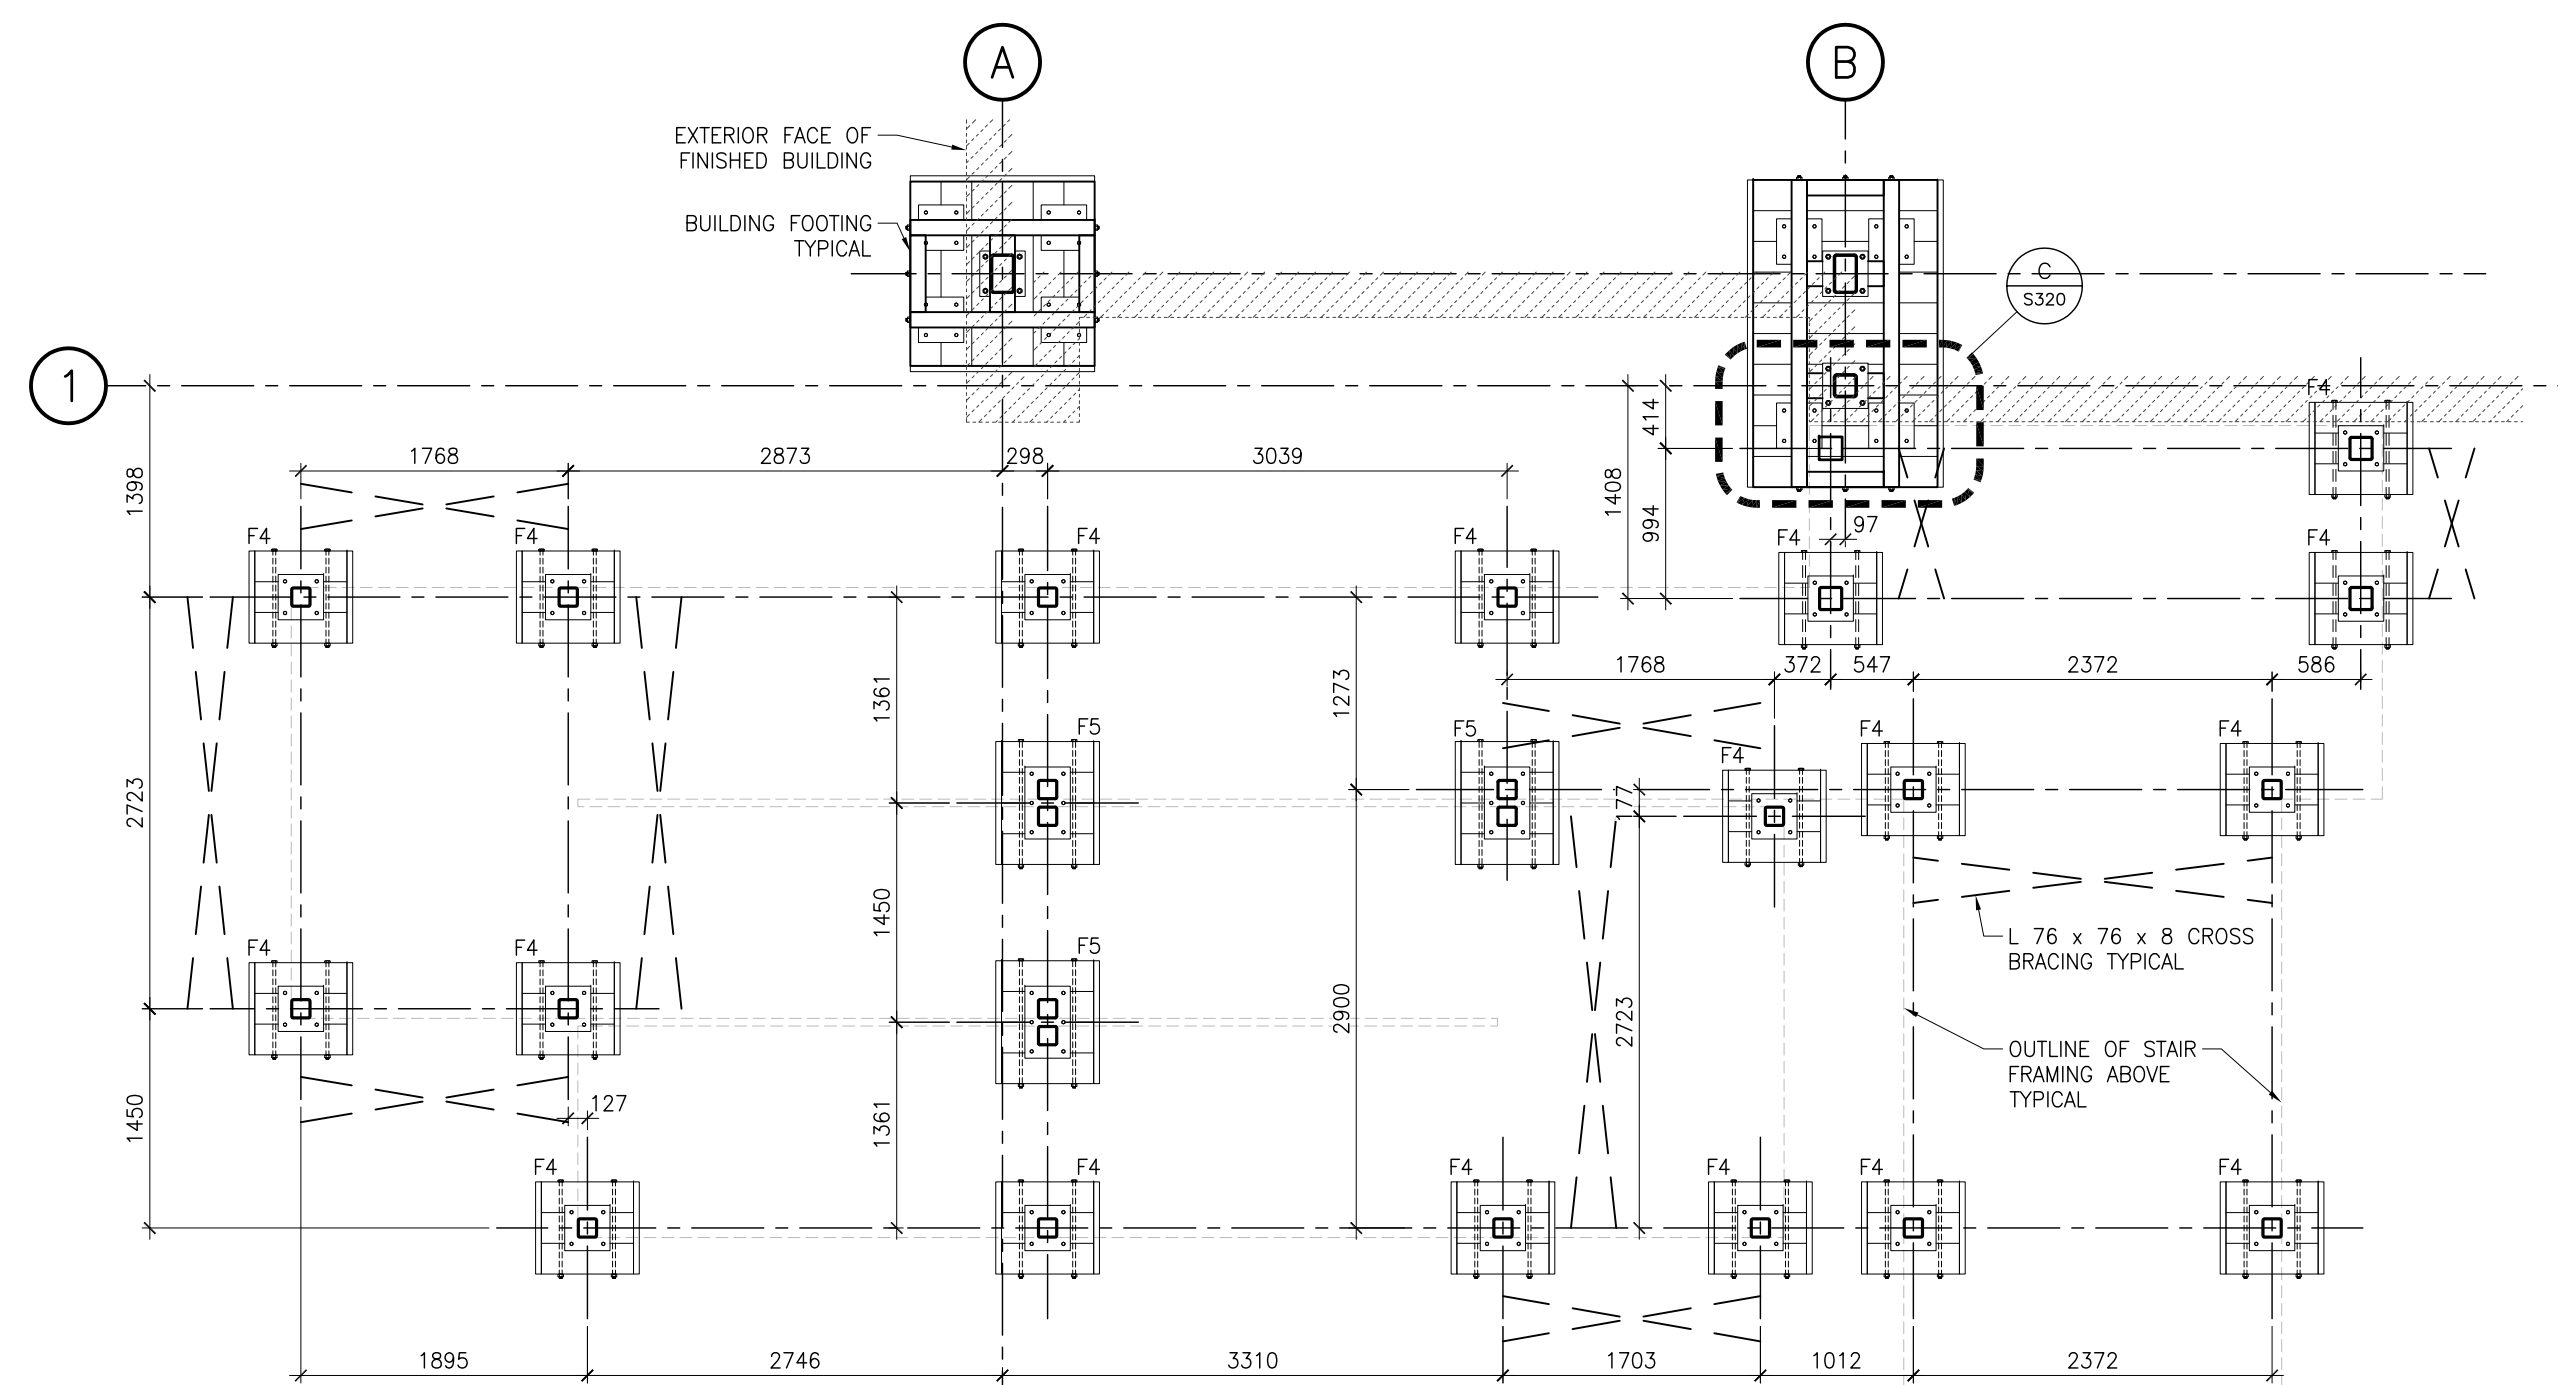 A
B
EXTERIOR FACE OF
FINISHED BUILDING
BUILDING FOOTING
TYPICAL
C
S320
1
F4
414
1768
2873
298
3039
1398
1408
994
97
F4
F4
F4
F4
F4
F4
1768
372
547
2372
586
1361
1273
F5
F5
F4
F4
F4
2723
177
1450
2900
2723
L 76 x 76 x 8 CROSS
BRACING TYPICAL
F4
F4
F5
OUTLINE OF STAIR
FRAMING ABOVE
TYPICAL
127
1450
1361
F4
F4
F4
F4
F4
F4
1895
2746
3310
1703
1012
2372